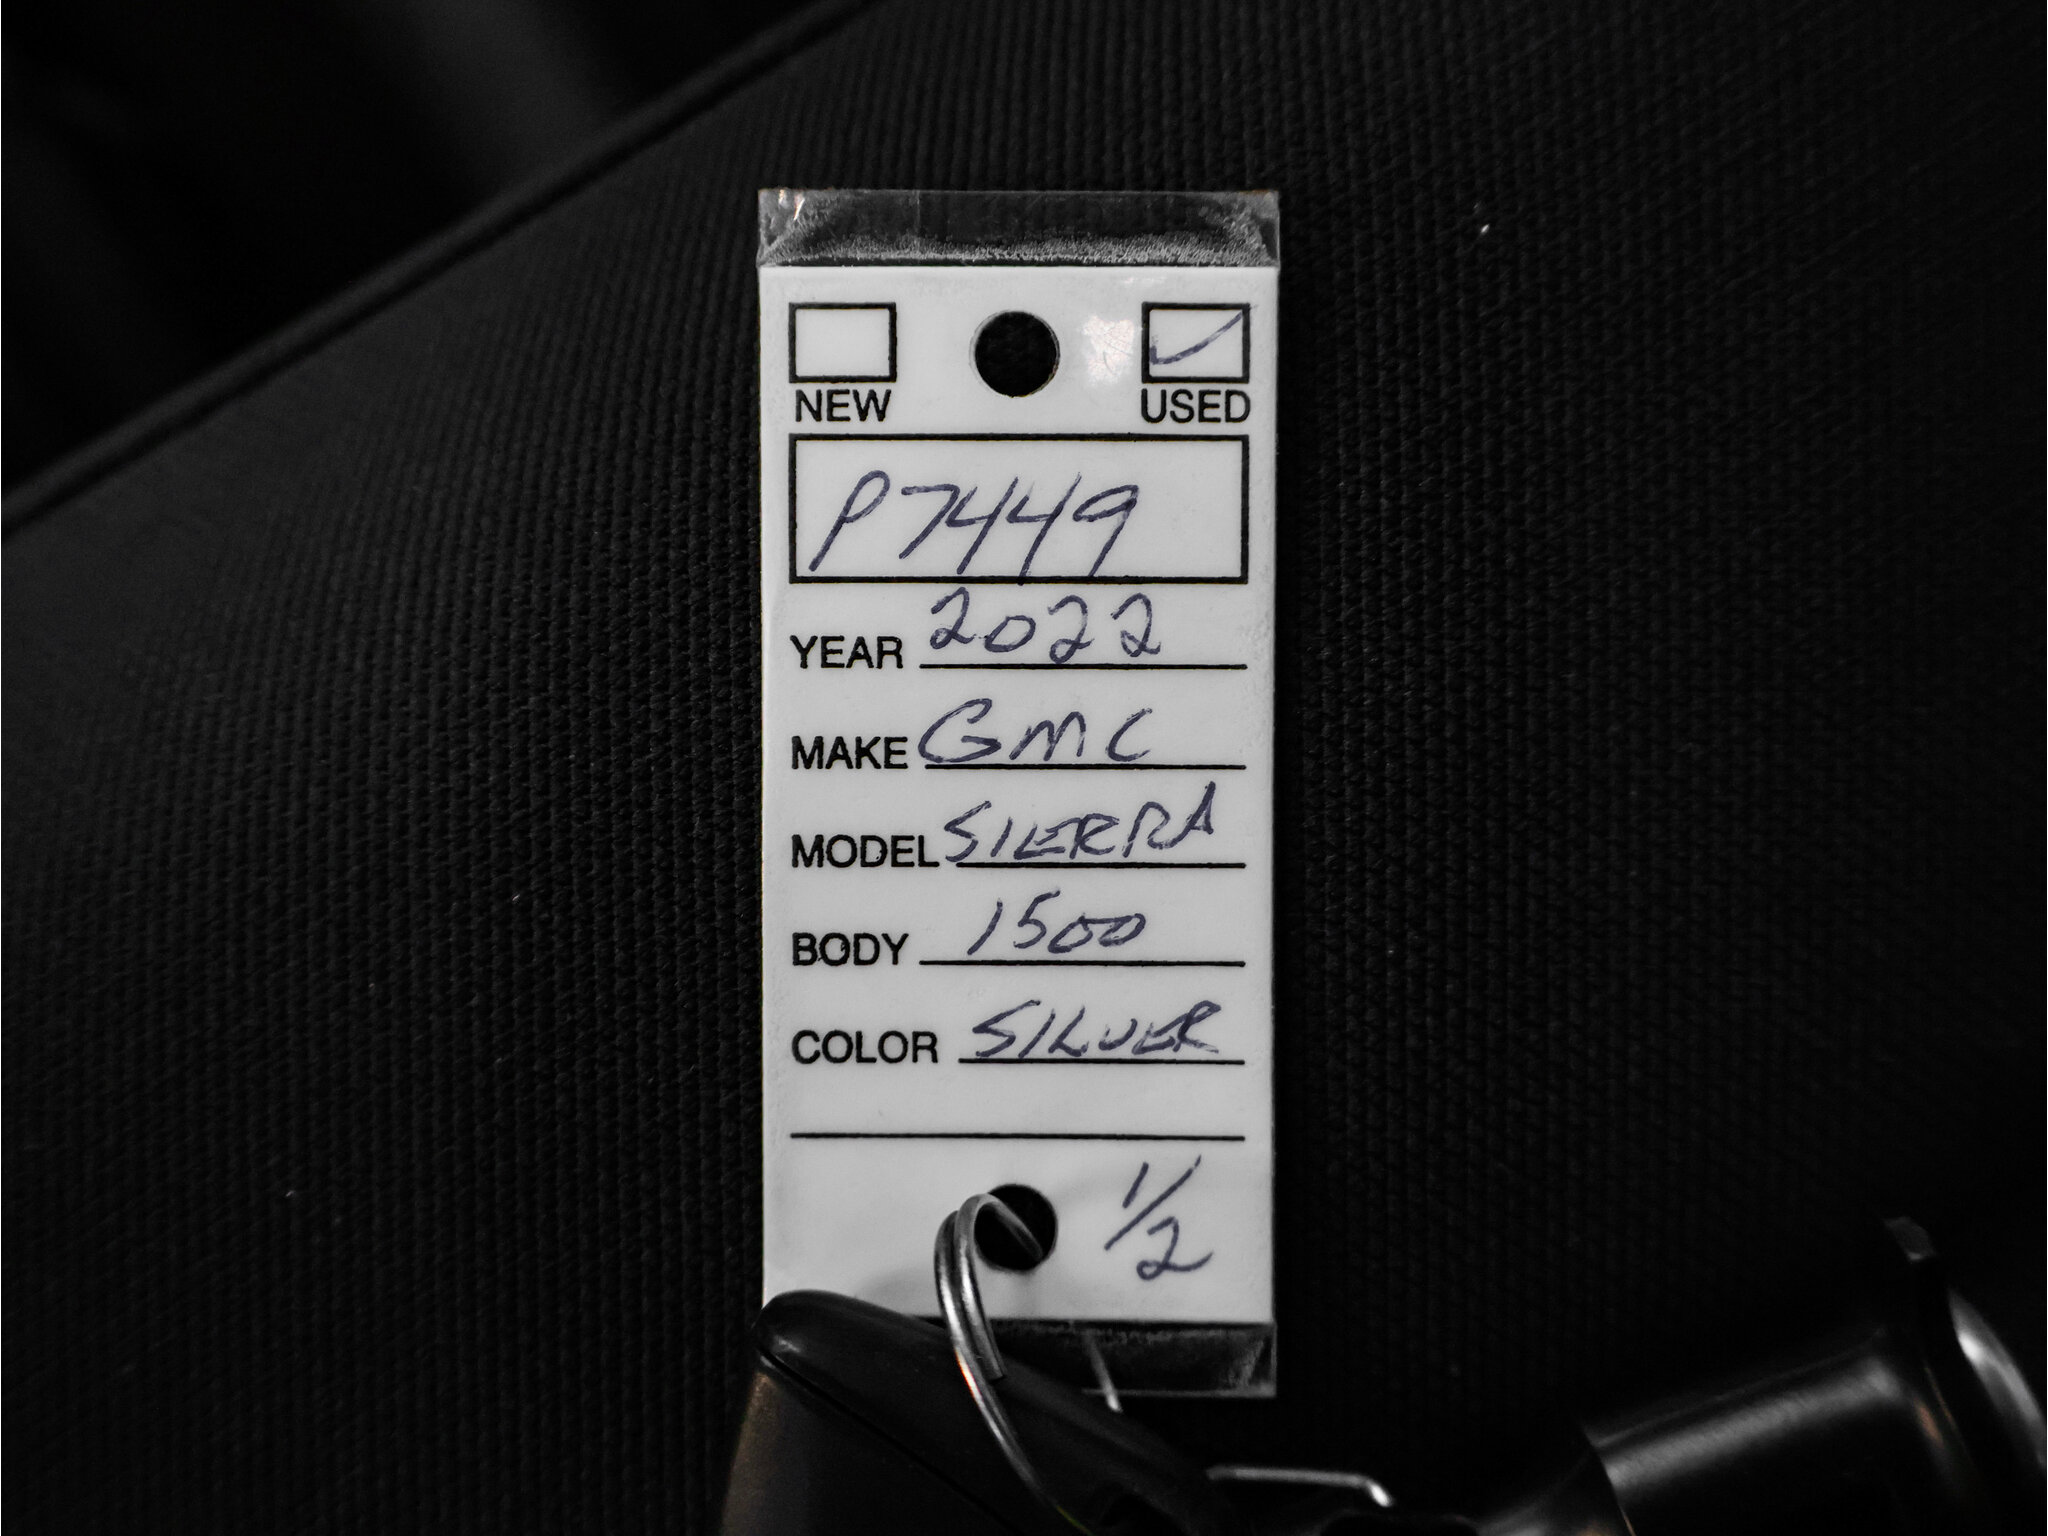 NEW USED
P7449
YEAR 2022
MAKE GMC
MODEL SIERRA
BODY 1500
COLOR SILVER
1/2